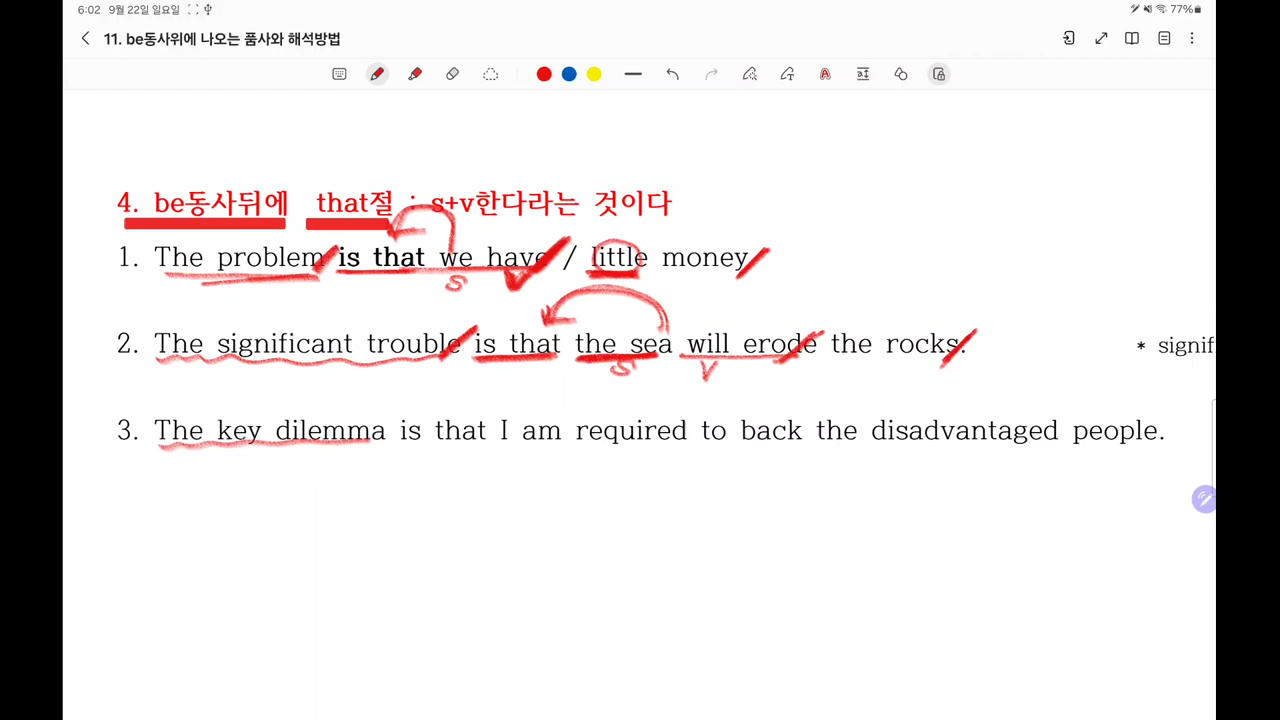 6:02 9월 22일 일요일 77%
11. be동사위에 나오는 품사와 해석방법
4. be동사뒤에 that절 : s+v한다라는 것이다
1. The problem is that we have / little money
S V
2. The significant trouble is that the sea will erode the rocks. * signif
S V
3. The key dilemma is that I am required to back the disadvantaged people.